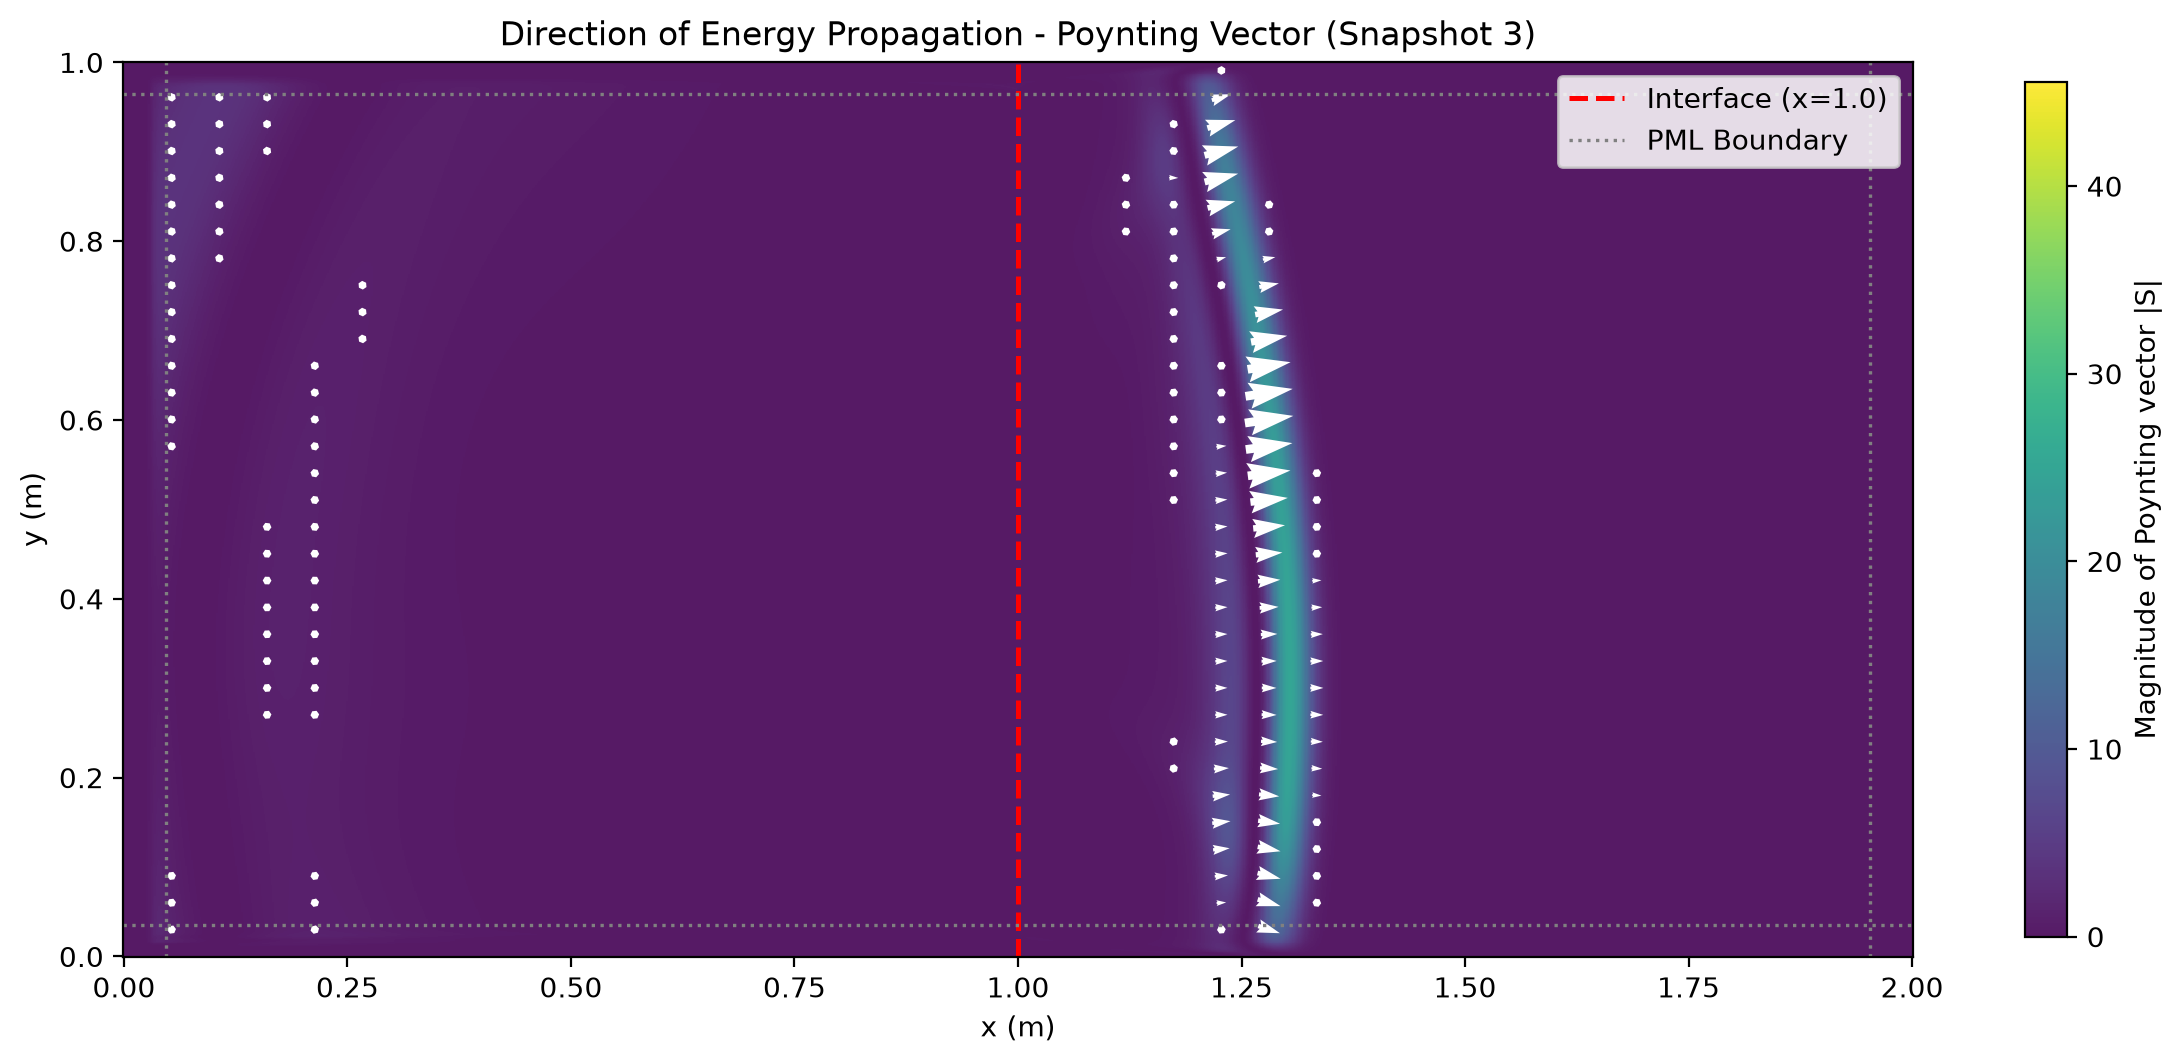 Direction of Energy Propagation - Poynting Vector (Snapshot 3)
Interface (x=1.0)
PML Boundary
1.0
0.8
0.6
0.4
0.2
0.0
y (m)
0.00 0.25 0.50 0.75 1.00 1.25 1.50 1.75 2.00
x (m)
40
30
20
10
0
Magnitude of Poynting vector |S|